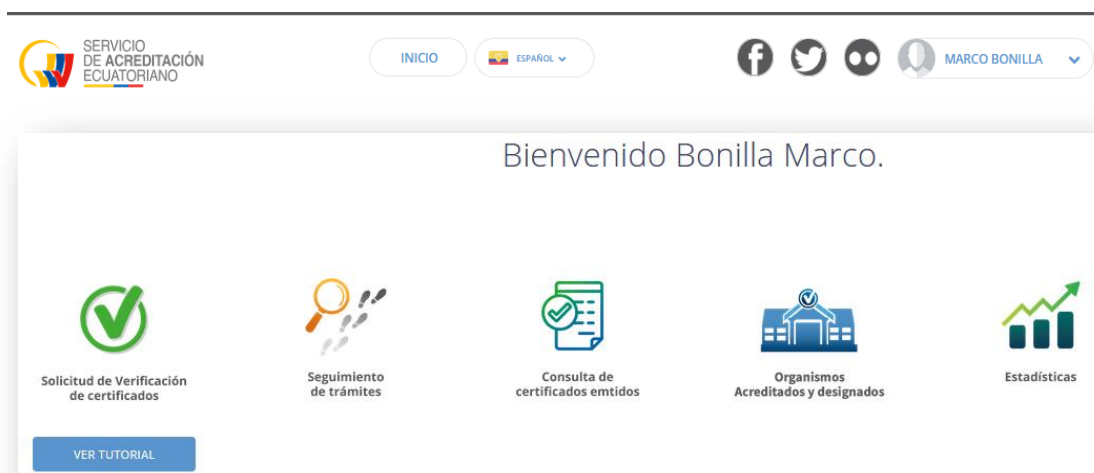 SERVICIO
DE ACREDITACIÓN
ECUATORIANO
INICIO
ESPAÑOL
MARCO BONILLA
Bienvenido Bonilla Marco.
Solicitud de Verificación
de certificados
Seguimiento
de trámites
Consulta de
certificados emtidos
Organismos
Acreditados y designados
Estadísticas
VER TUTORIAL